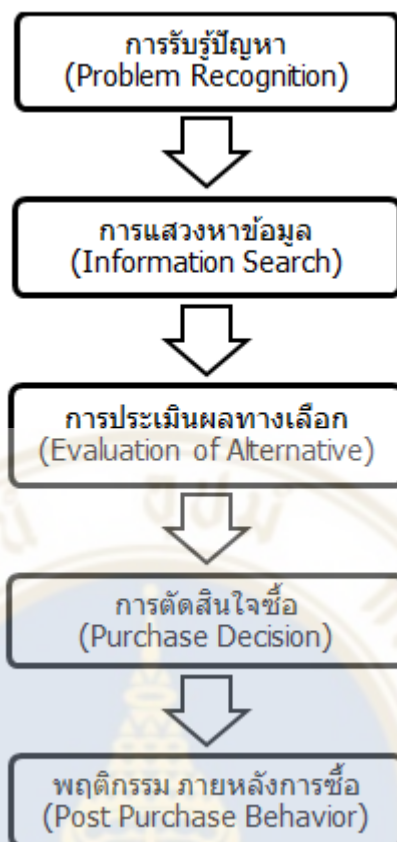 การรับรู้ปัญหา
(Problem Recognition)
การแสวงหาข้อมูล
(Information Search)
การประเมินผลทางเลือก
(Evaluation of Alternative)
การตัดสินใจซื้อ
(Purchase Decision)
พฤติกรรม ภายหลังการซื้อ
(Post Purchase Behavior)